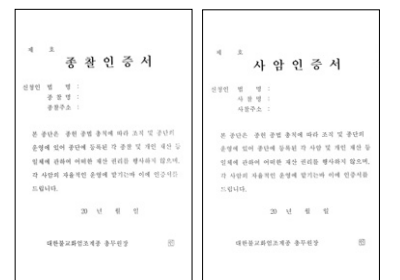 제 호
종 찰 인 증 서
신청인 법 명 :
종 찰 명 :
종찰주소 :
본 종단은 종헌 종법 총칙에 따라 조직 및 종단의
운영에 있어 종단에 등록된 각 종찰 및 개인 재산 등
일체에 관하여 어떠한 재산 권리를 행사하지 않으며,
각 사암의 자율적인 운영에 맡기는바 이에 인증서를
드립니다.
20 년 월 일
대한불교화엄조계종 총무원장
제 호
사 암 인 증 서
신청인 법 명 :
사 찰 명 :
사찰주소 :
본 종단은 종헌 종법 총칙에 따라 조직 및 종단의
운영에 있어 종단에 등록된 각 사암 및 개인 재산 등
일체에 관하여 어떠한 재산 권리를 행사하지 않으며,
각 사암의 자율적인 운영에 맡기는바 이에 인증서를
드립니다.
20 년 월 일
대한불교화엄조계종 총무원장